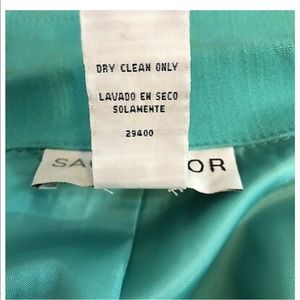 DRY CLEAN ONLY
LAVADO EN SECO
SOLAMENTE
29400